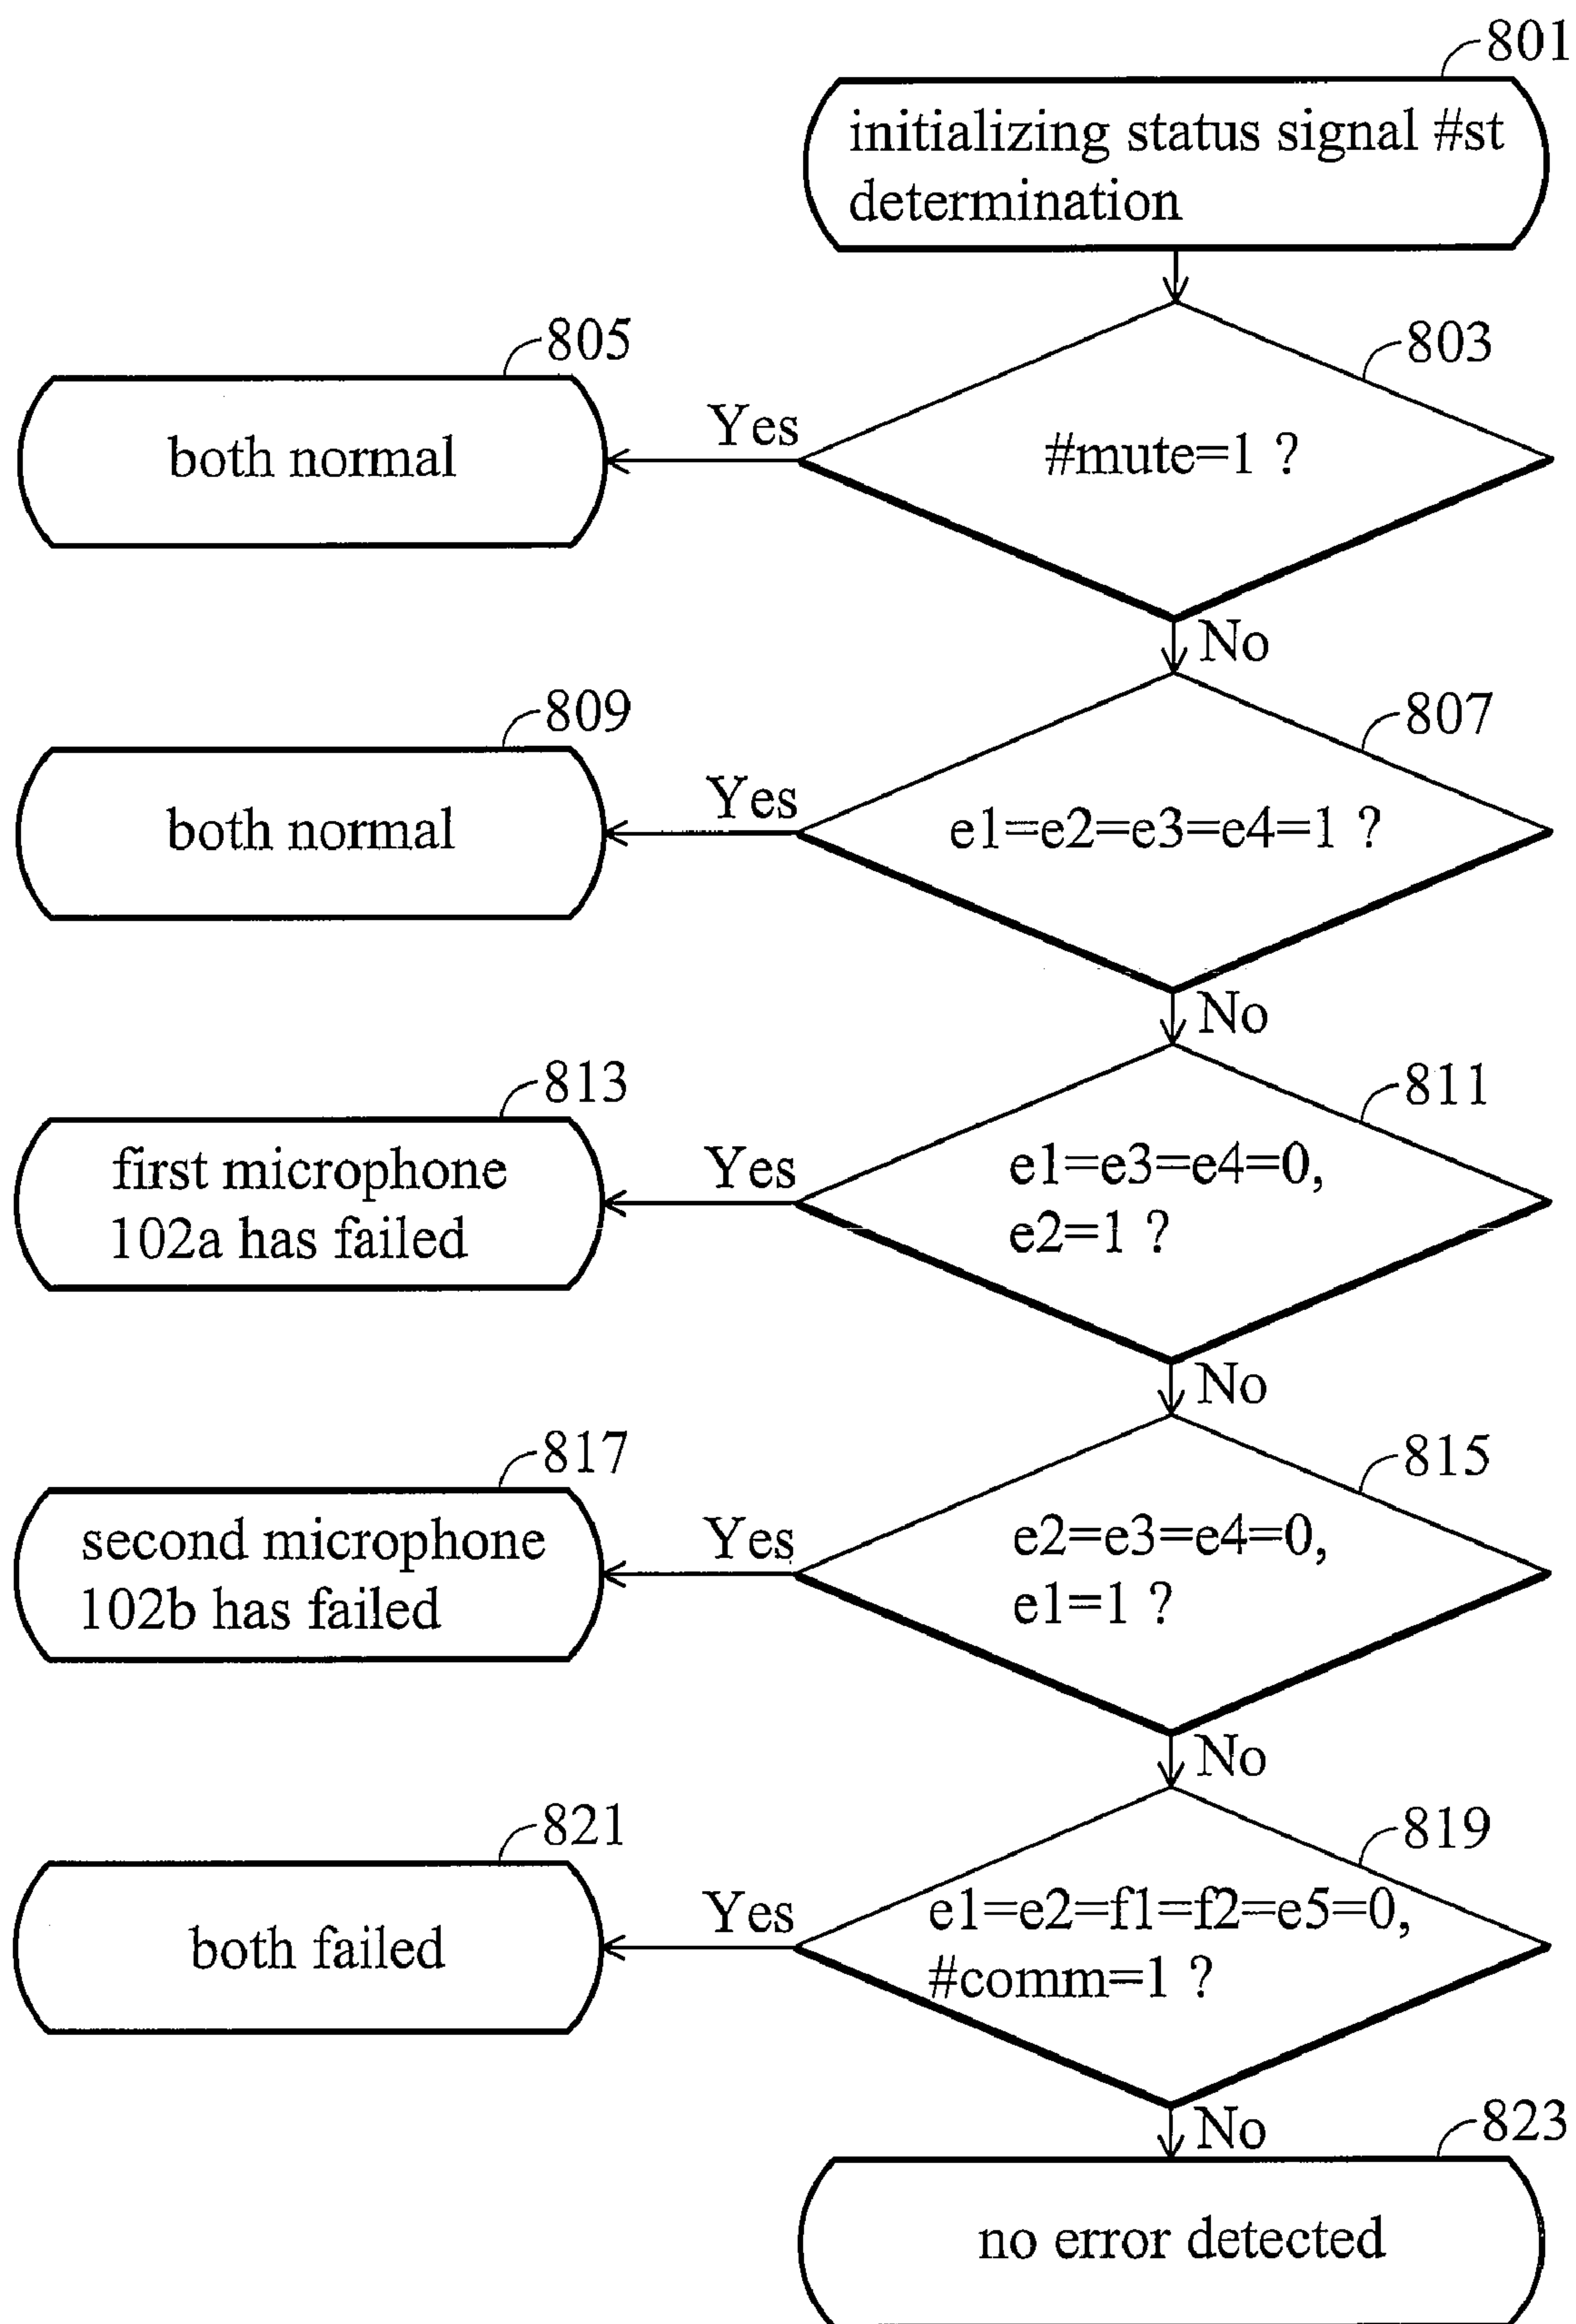 801
initializing status signal #st
determination
805
803
both normal
Yes
#mute=1 ?
No
809
807
both normal
Yes
e1=e2=e3=e4=1 ?
No
813
811
first microphone
102a has failed
Yes
e1=e3=e4=0,
e2=1 ?
No
817
815
second microphone
102b has failed
Yes
e2=e3=e4=0,
e1=1 ?
No
821
819
both failed
Yes
e1=e2=f1=f2=e5=0,
#comm=1 ?
No
823
no error detected